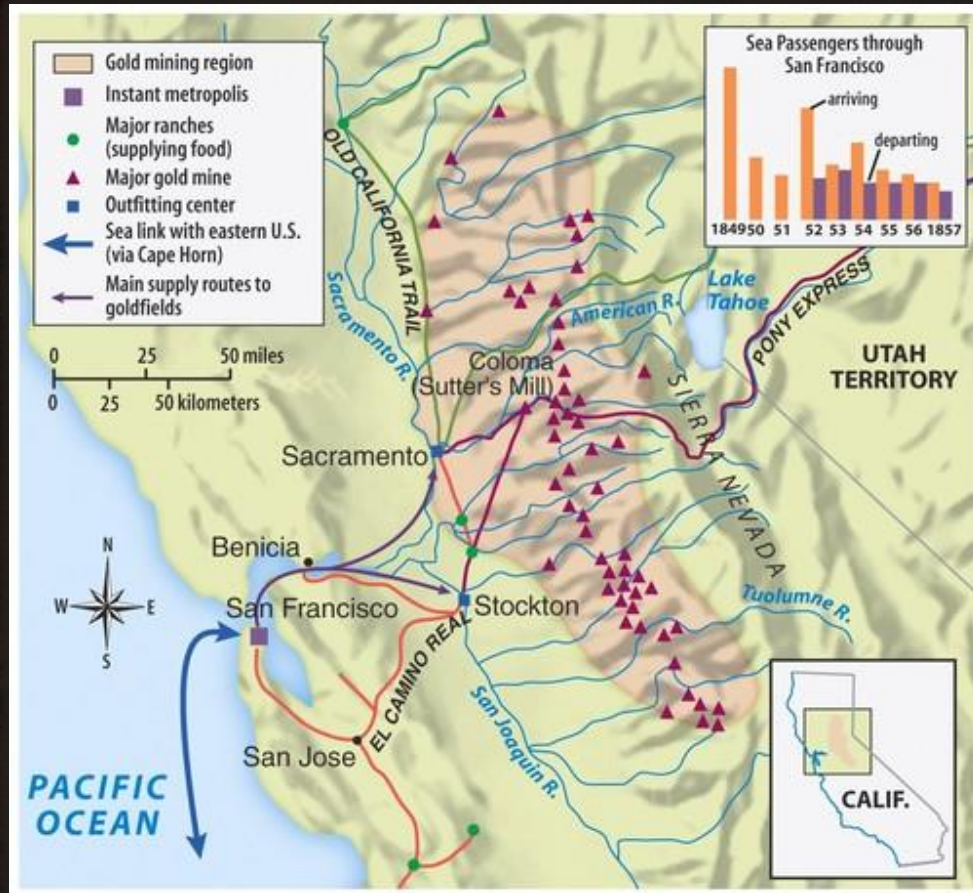 Gold mining region
Instant metropolis
Major ranches
(supplying food)
Major gold mine
Outfitting center
Sea link with eastern U.S.
(via Cape Horn)
Main supply routes to
goldfields
0 25 50 miles
0 25 50 kilometers
Sea Passengers through
San Francisco
arriving
departing
1849 50 51 52 53 54 55 56 1857
OLD CALIFORNIA TRAIL
Sacramento R.
American R.
Lake
Tahoe
PONY EXPRESS
UTAH
TERRITORY
Coloma
(Sutter's Mill)
SIERRA NEVADA
Sacramento
Benicia
San Francisco
Stockton
Tuolumne R.
N
W E
S
EL CAMINO REAL
San Joaquin R.
San Jose
PACIFIC
OCEAN
CALIF.